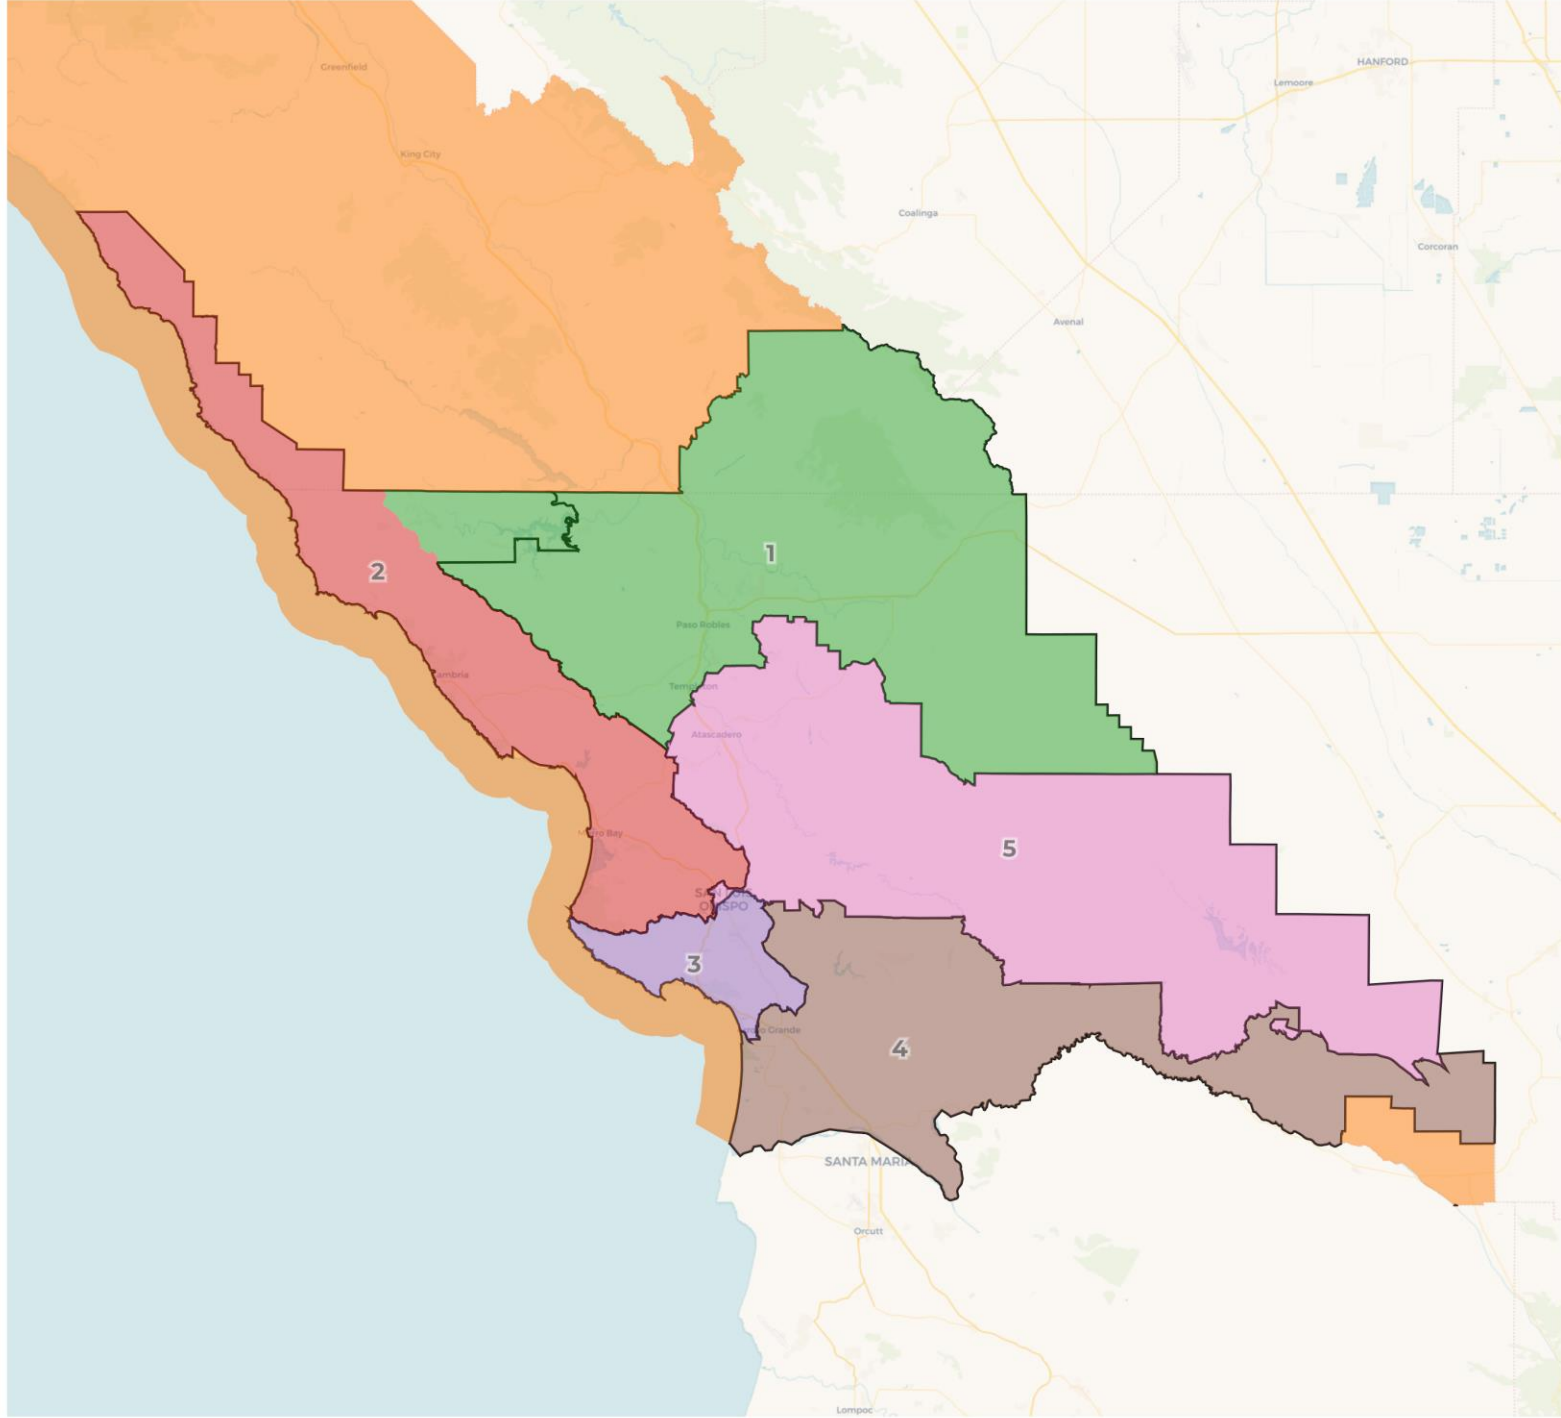 HANFORD
Greenfield
Lemoore
King City
Coalinga
Corcoran
Avenal
1
2
Paso Robles
Atascadero
5
3
4
SANTA MARIA
Orcutt
Lompoc